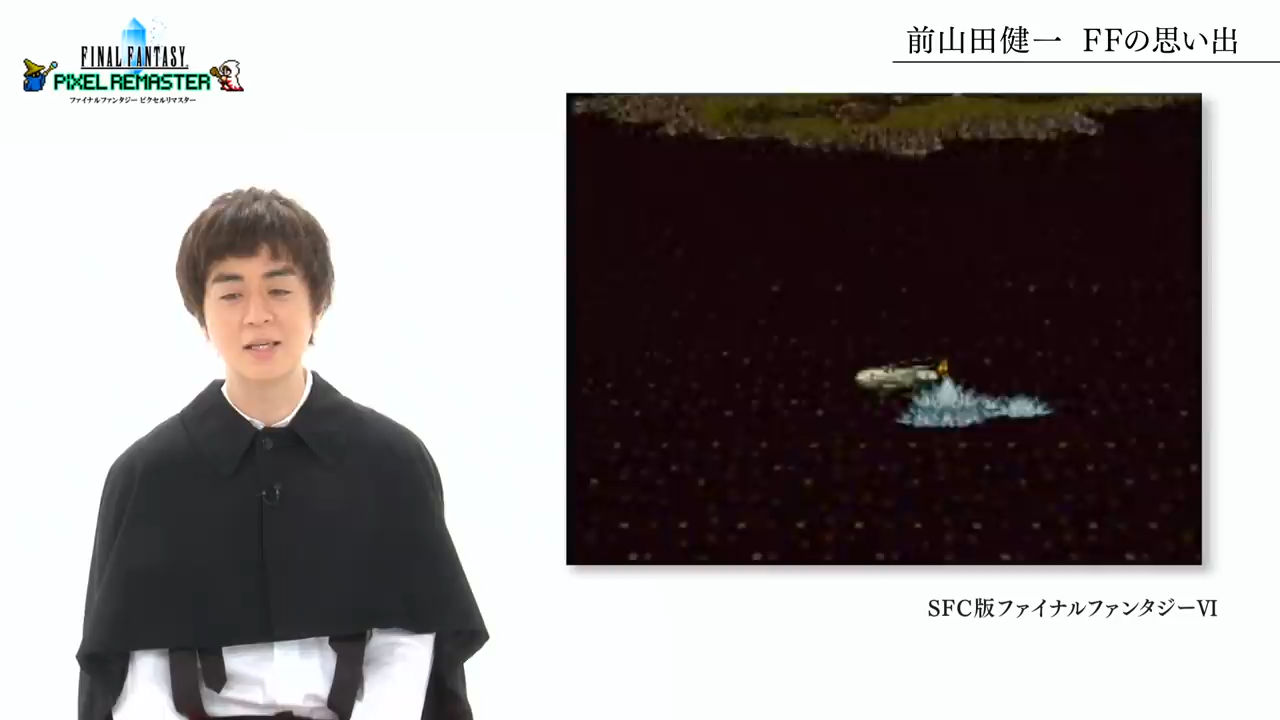 FINAL FANTASY
PIXEL REMASTER
ファイナルファンタジー ピクセルリマスター
前山田健一 FFの思い出
SFC版ファイナルファンタジーVI